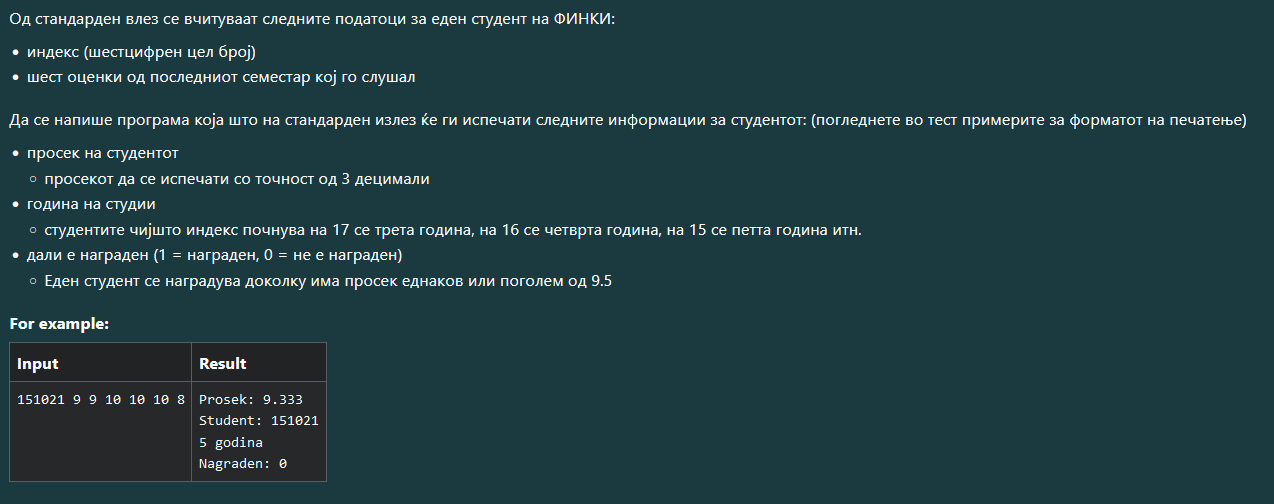 Од стандарден влез се вчитуваат следните податоци за еден студент на ФИНКИ:
• индекс (шестцифрен цел број)
• шест оценки од последниот семестар кој го слушал
Да се напише програма која што на стандарден излез ќе ги испечати следните информации за студентот: (погледнете во тест примерите за форматот на печатење)
• просек на студентот
○ просекот да се испечати со точност од 3 децимали
• година на студии
○ студентите чијшто индекс почнува на 17 се трета година, на 16 се четврта година, на 15 се петта година итн.
• дали е награден (1 = награден, 0 = не е награден)
○ Еден студент се наградува доколку има просек еднаков или поголем од 9.5
For example:
Input Result
151021 9 9 10 10 10 8 Prosek: 9.333
Student: 151021
5 godina
Nagraden: 0